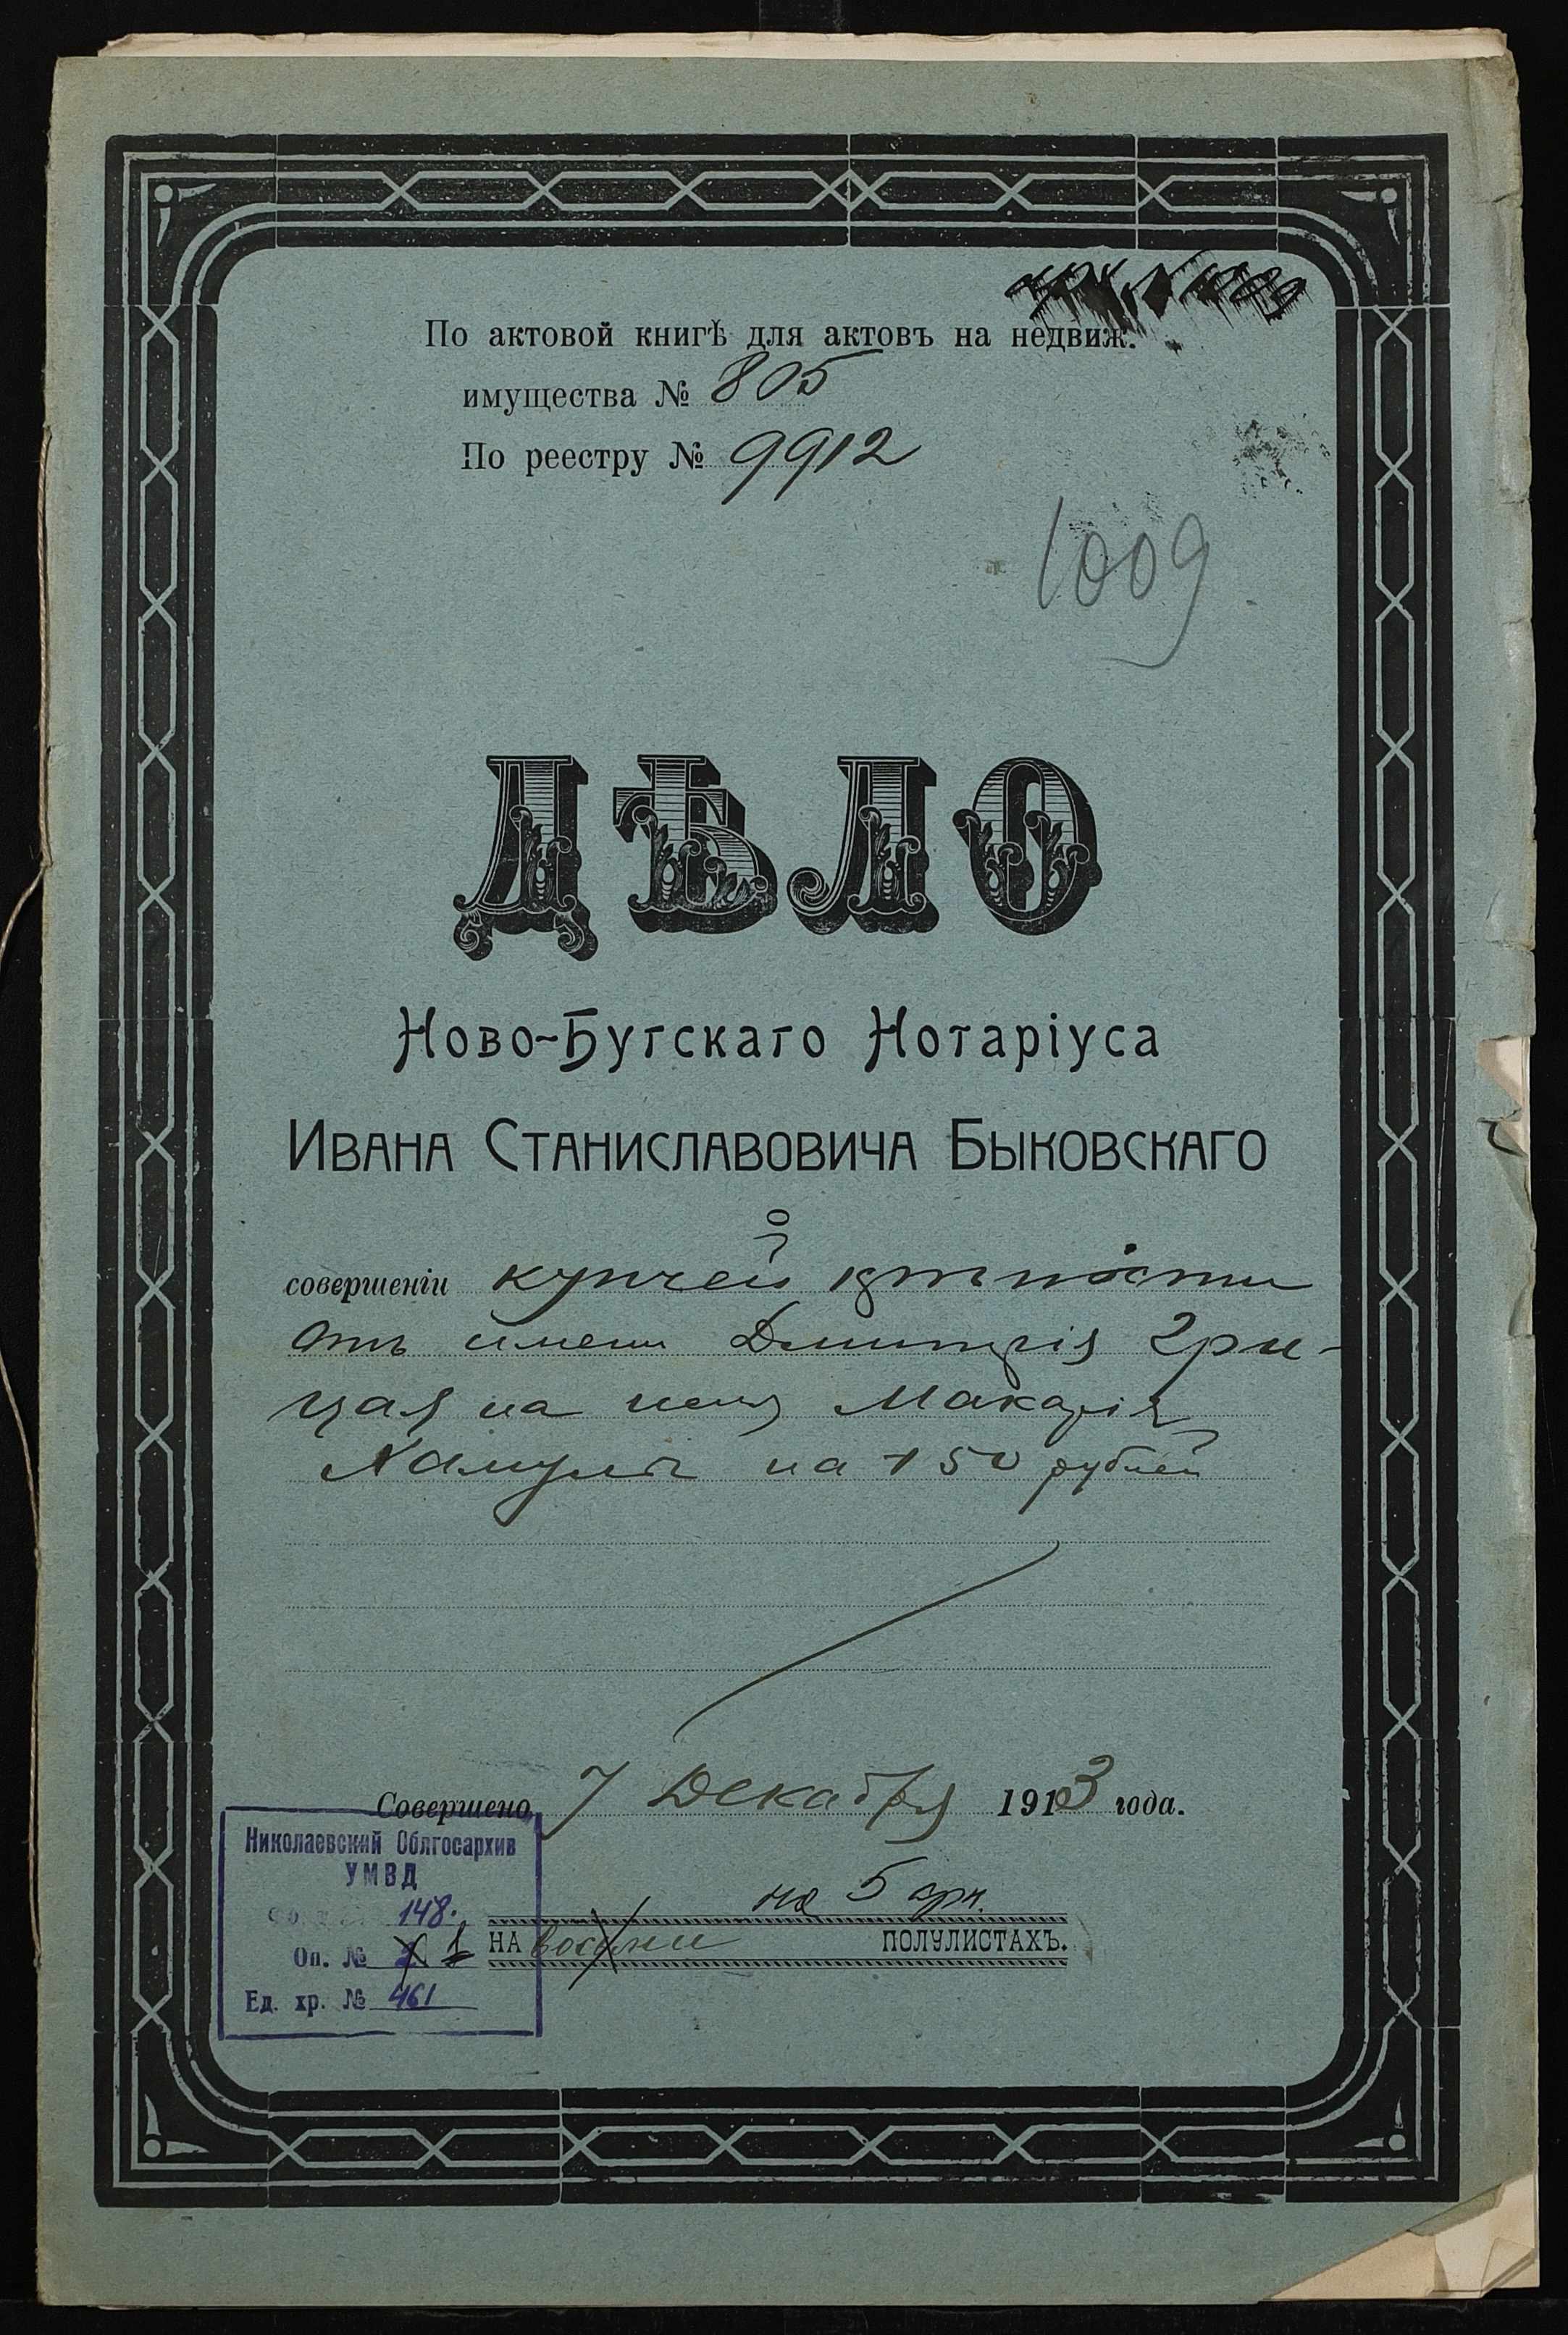 По актовой книгѣ для актовъ на недвиж.
имущества № 805
По реестру № 9912
1009
ДѢЛО
Ново-Бугскаго Нотаріуса
Ивана Станиславовича Быковскаго
о
совершеніи купчей крѣпости
отъ имени Дмитрія Гри-
цая на имя Макарія
на 150 рублей
Совершено 7 Декабря 1913 года.
Николаевский Облгосархив
УМВД
148.
Оп. № 1
Ед. хр. № 461
на 5
НА восьми ПОЛУЛИСТАХЪ.